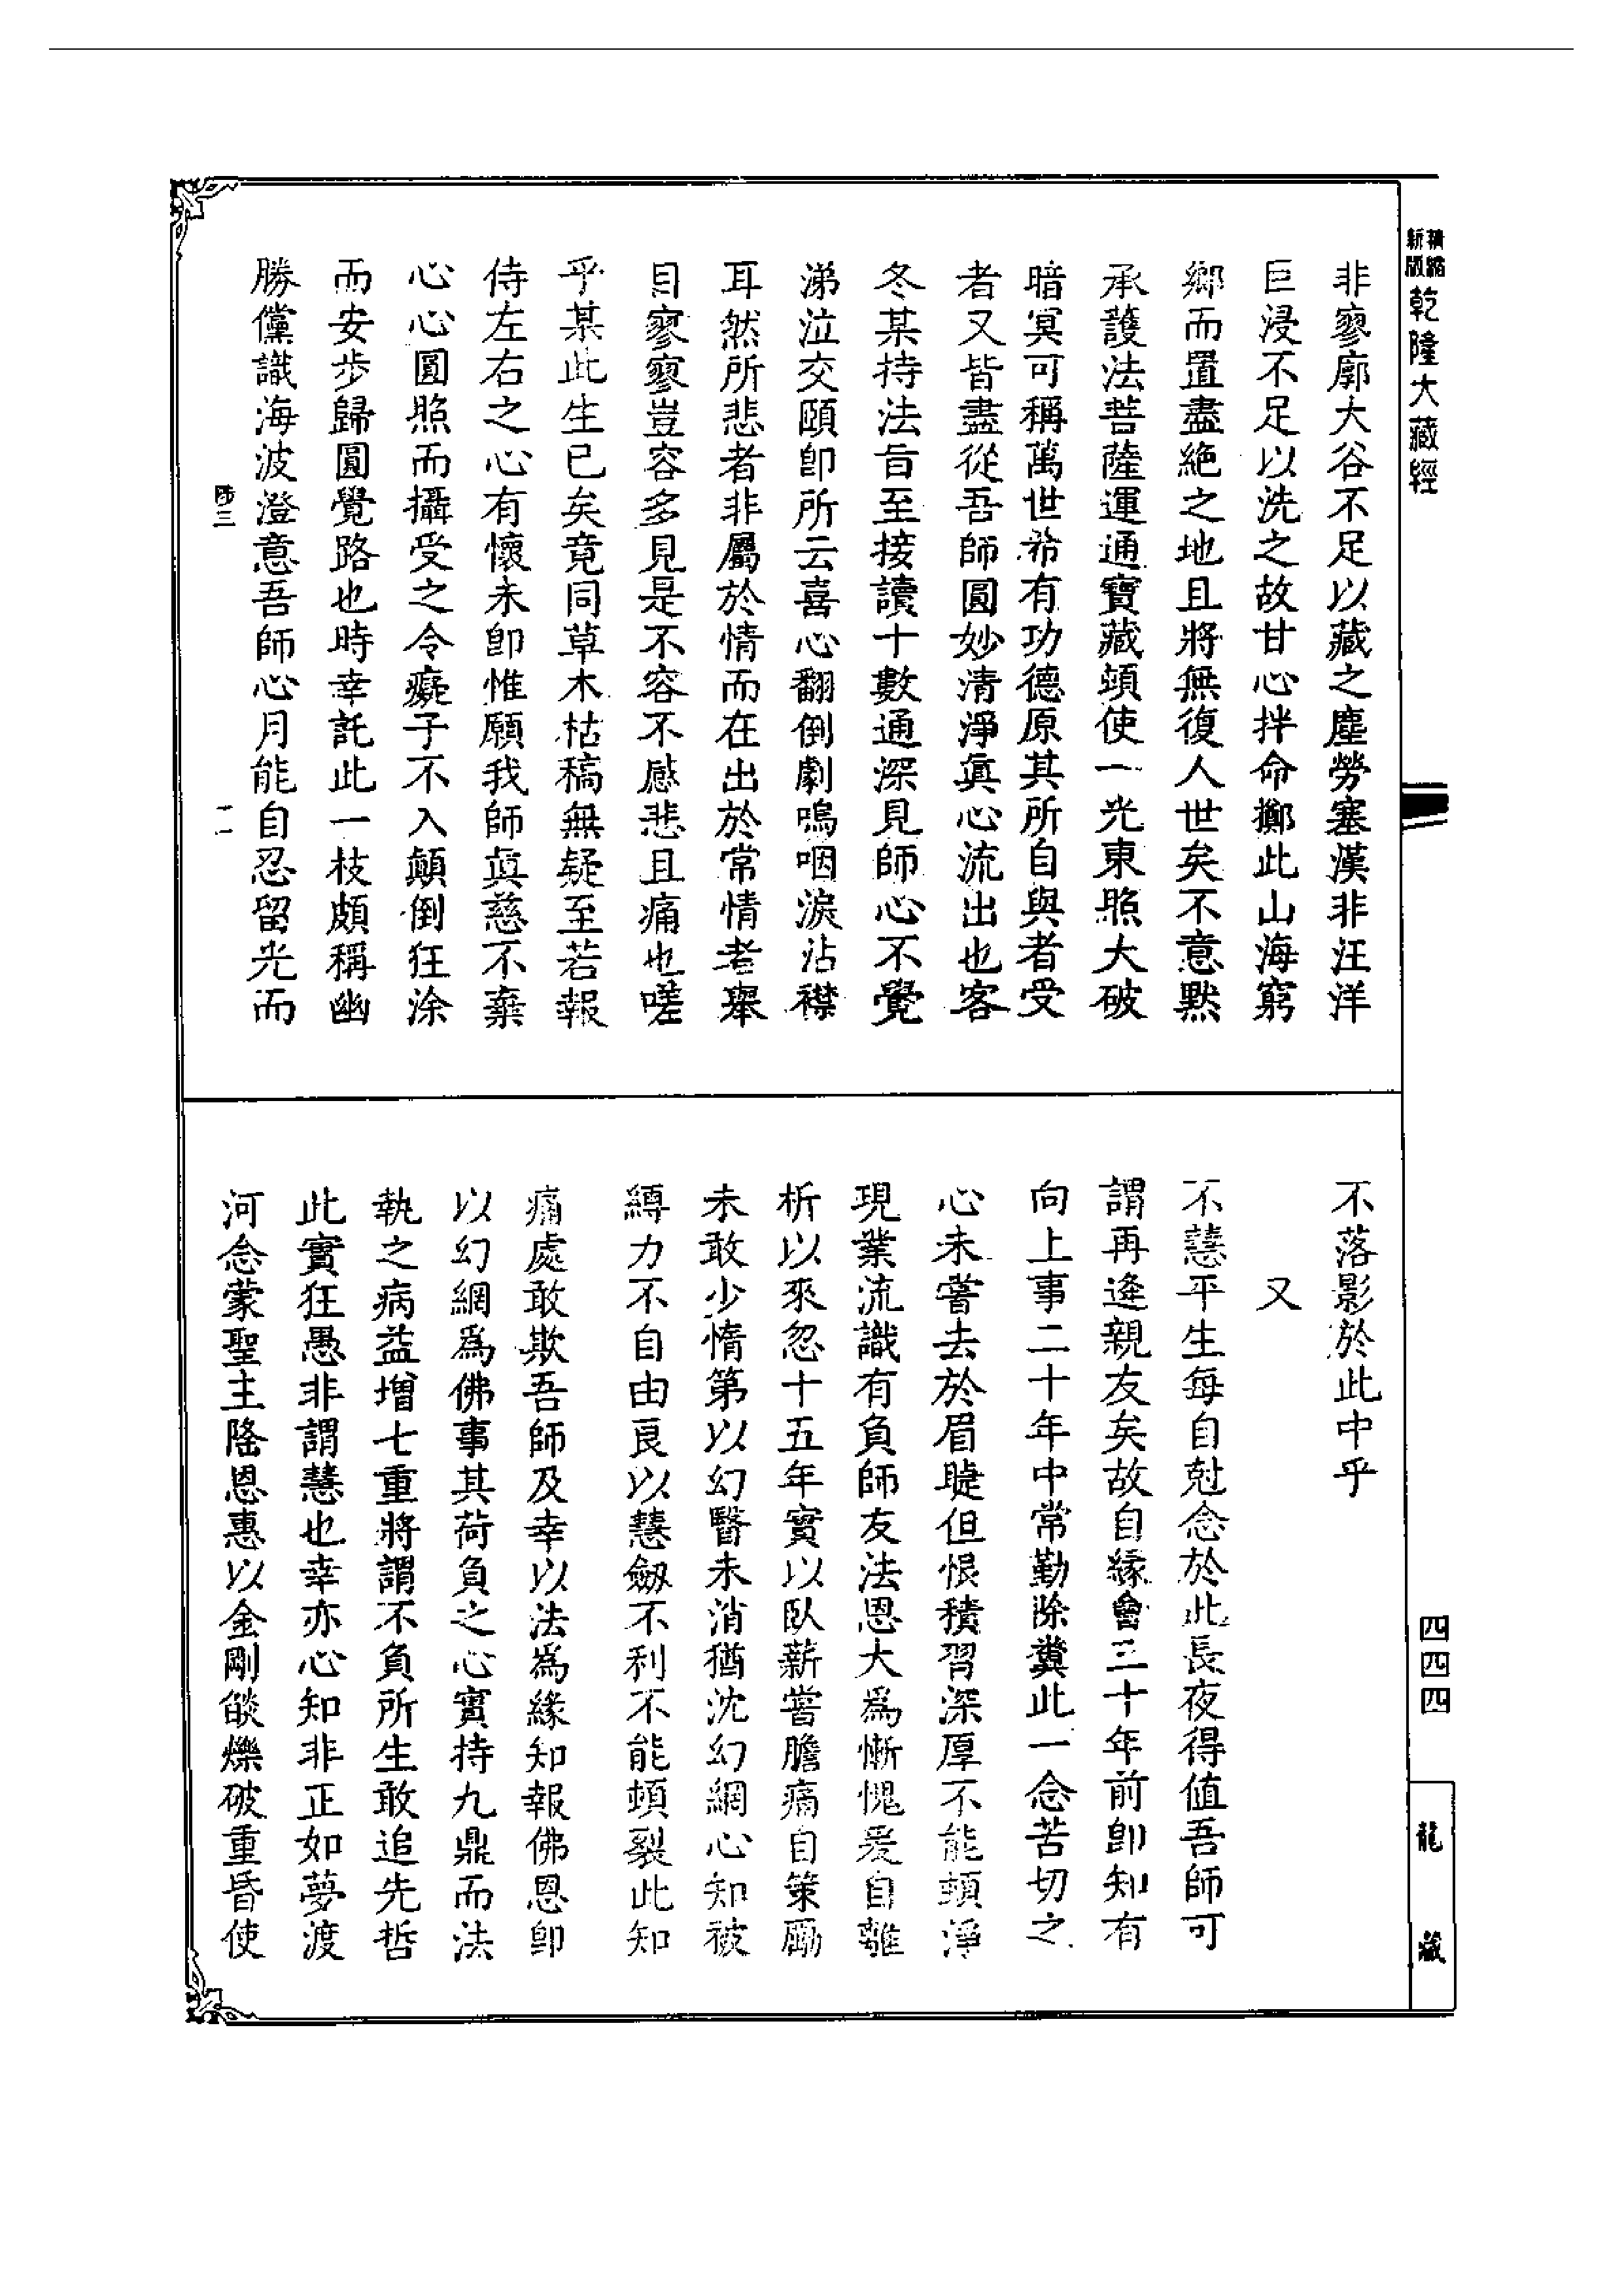 精縮新版乾隆大藏經
非寥廓大谷不足以藏之塵勞塞漢非汪洋
巨浸不足以洗之故甘心拌命擲此山海窮
鄉而置盡絕之地且將無復人世矣不意默
承護法菩薩運通寶藏頓使一光東照大破
暗冥可稱萬世希有功德原其所自與者受
者又皆盡從吾師圓妙清淨眞心流出也客
冬某持法旨至接讀十數通深見師心不覺
涕泣交頤卽所云喜心翻倒劇嗚咽淚沾襟
耳然所悲者非屬於情而在出於常情者舉
目寥寥豈容多見是不容不感悲且痛也嗟
乎某此生已矣竟同草木枯稿無疑至若報
侍左右之心有懷未卽惟願我師眞慈不棄
心心圓照而攝受之令癡子不入顛倒狂涂
而安步歸圓覺路也時幸託此一枝頗稱幽
勝儻識海波澄意吾師心月能自忍留光而
陟三
一一
不落影於此中乎
又
不慧平生每自尅念於此長夜得值吾師可
謂再逢親友矣故自緣會三十年前卽知有
向上事二十年中常勤除糞此一念苦切之
心未嘗去於眉睫但恨積習深厚不能頓淨
現業流識有負師友法恩大爲慚愧爰自離
析以來忽十五年實以臥薪嘗膽痛自策勵
未敢少惰第以幻醫未消猶沈幻網心知被
縛力不自由良以慧劔不利不能頓裂此知
痛處敢欺吾師及幸以法爲緣知報佛恩卽
以幻網爲佛事其荷負之心實持九鼎而法
執之病益增七重將謂不負所生敢追先哲
此實狂愚非謂慧也幸亦心知非正如夢渡
河念蒙聖主隆恩惠以金剛燄爍破重昏使
四四四
龍藏